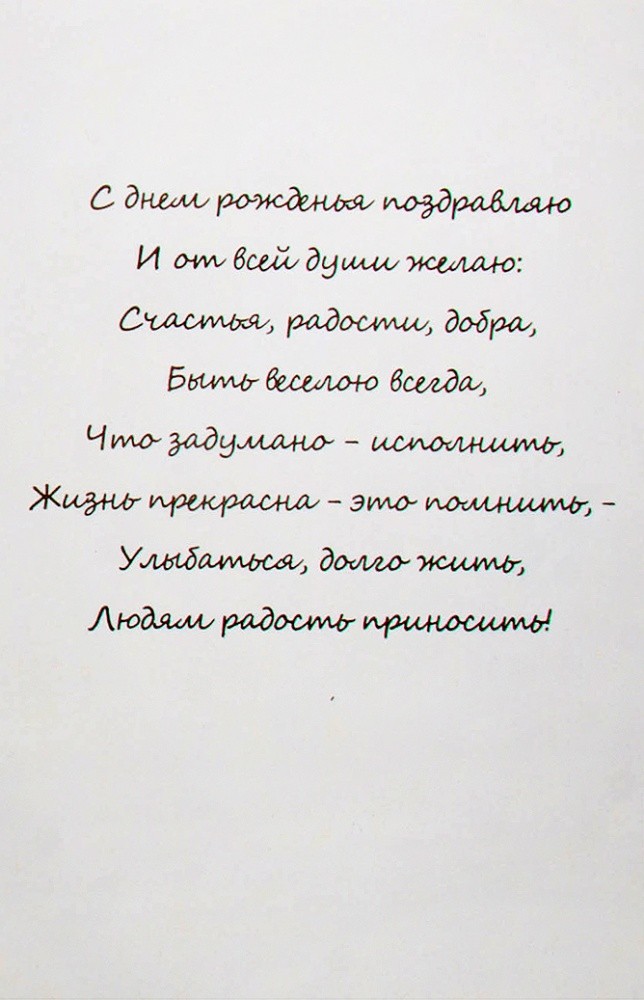 С днем рожденья поздравляю
И от всей души желаю:
Счастья, радости, добра,
Быть веселою всегда,
Что задумано – исполнить,
Жизнь прекрасна – это помнить, –
Улыбаться, долго жить,
Людям радость приносить!